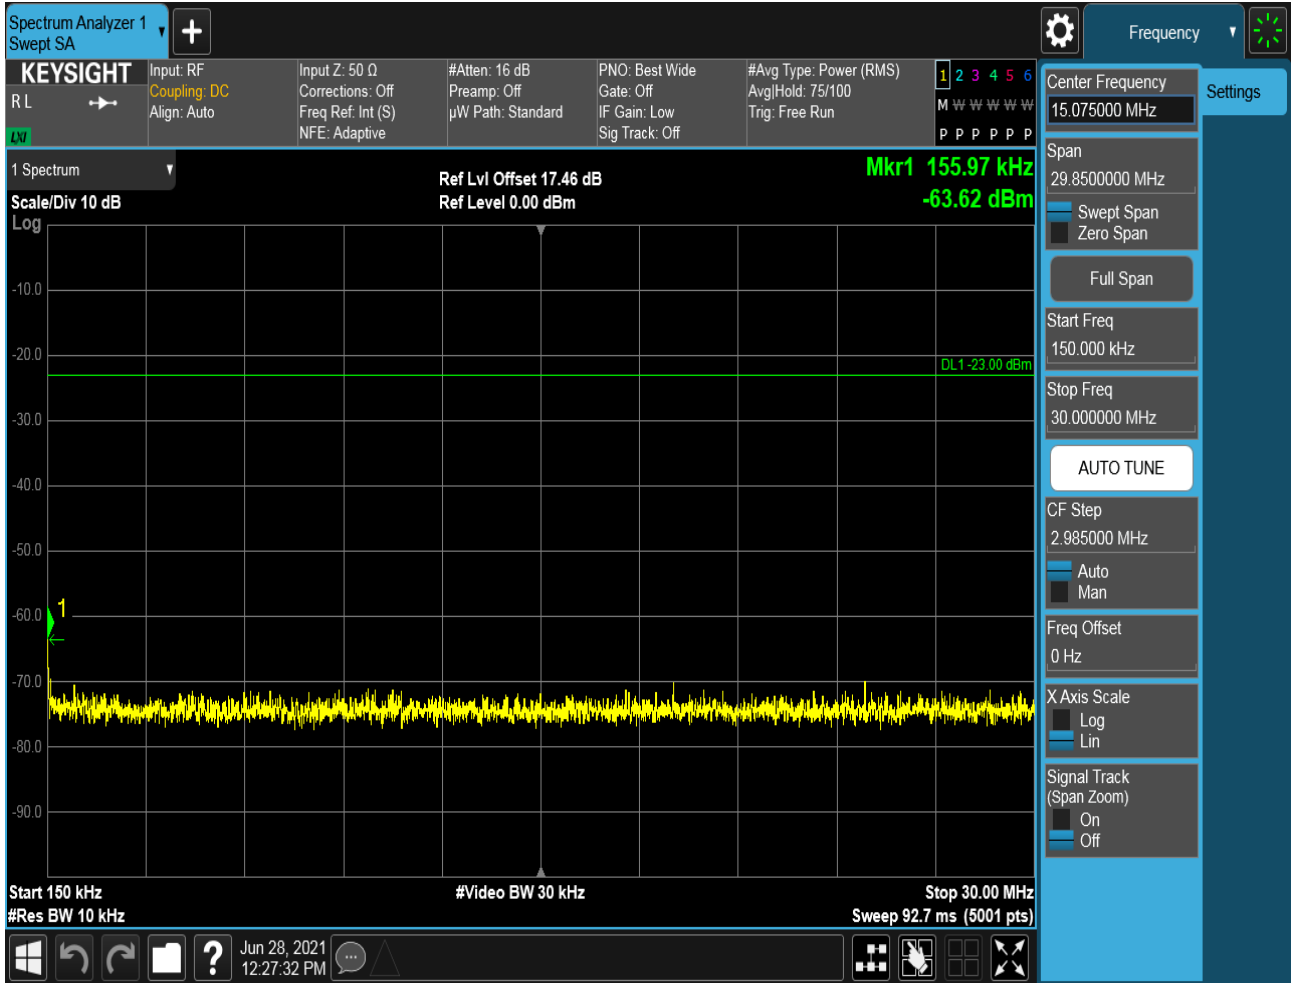 Spectrum Analyzer 1
Swept SA
Frequency
KEYSIGHT
R L
LXI
Input: RF
Coupling: DC
Align: Auto
Input Z: 50 Ω
Corrections: Off
Freq Ref: Int (S)
NFE: Adaptive
#Atten: 16 dB
Preamp: Off
µW Path: Standard
PNO: Best Wide
Gate: Off
IF Gain: Low
Sig Track: Off
#Avg Type: Power (RMS)
Avg|Hold: 75/100
Trig: Free Run
1 2 3 4 5 6
M W W W W W
P P P P P P
1 Spectrum
Scale/Div 10 dB
Log
Ref Lvl Offset 17.46 dB
Ref Level 0.00 dBm
Mkr1 155.97 kHz
-63.62 dBm
-10.0
-20.0
DL1 -23.00 dBm
-30.0
-40.0
-50.0
-60.0
1
-70.0
-80.0
-90.0
Start 150 kHz
#Res BW 10 kHz
#Video BW 30 kHz
Stop 30.00 MHz
Sweep 92.7 ms (5001 pts)
?
Jun 28, 2021
12:27:32 PM
Center Frequency
15.075000 MHz
Settings
Span
29.8500000 MHz
Swept Span
Zero Span
Full Span
Start Freq
150.000 kHz
Stop Freq
30.000000 MHz
AUTO TUNE
CF Step
2.985000 MHz
Auto
Man
Freq Offset
0 Hz
X Axis Scale
Log
Lin
Signal Track
(Span Zoom)
On
Off